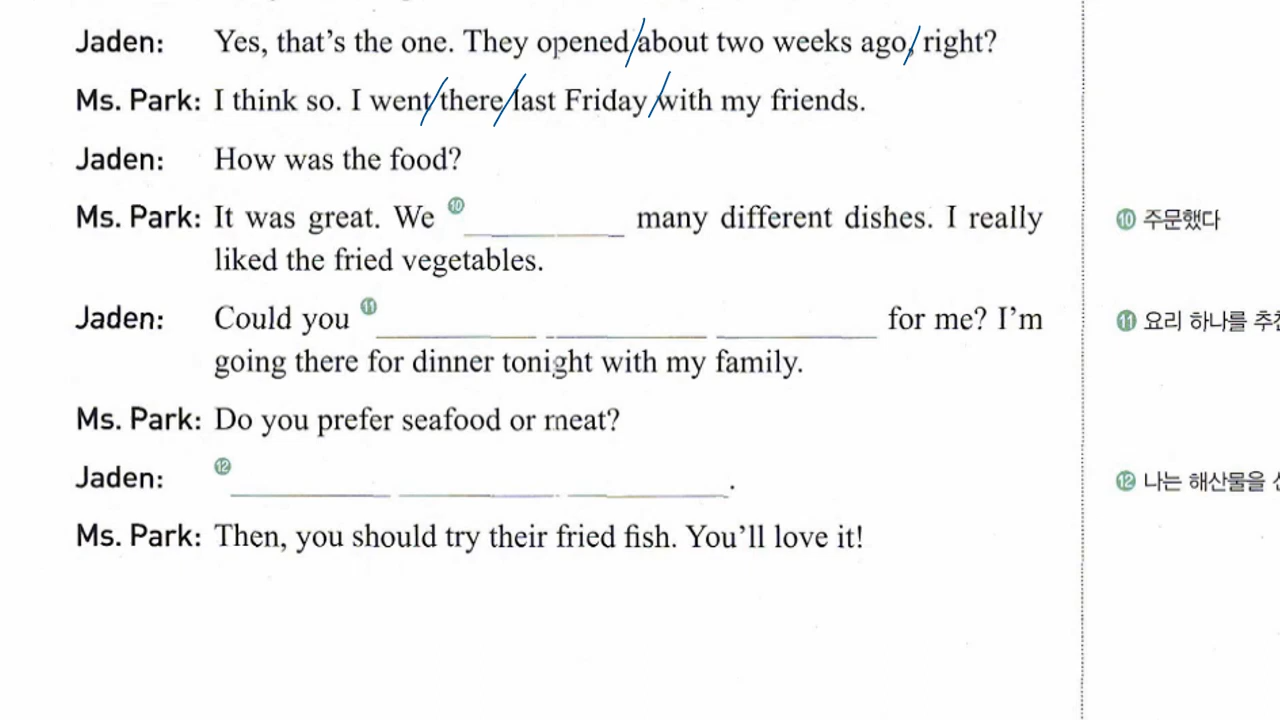 Jaden: Yes, that's the one. They opened about two weeks ago, right?
Ms. Park: I think so. I went there last Friday with my friends.
Jaden: How was the food?
Ms. Park: It was great. We ⑩ ________ many different dishes. I really
⑩ 주문했다
liked the fried vegetables.
Jaden: Could you ⑪ ________ ________ ________ for me? I'm
⑪ 요리 하나를
going there for dinner tonight with my family.
Ms. Park: Do you prefer seafood or meat?
Jaden: ⑫ ________ ________ ________.
⑫ 나는 해산물을
Ms. Park: Then, you should try their fried fish. You'll love it!